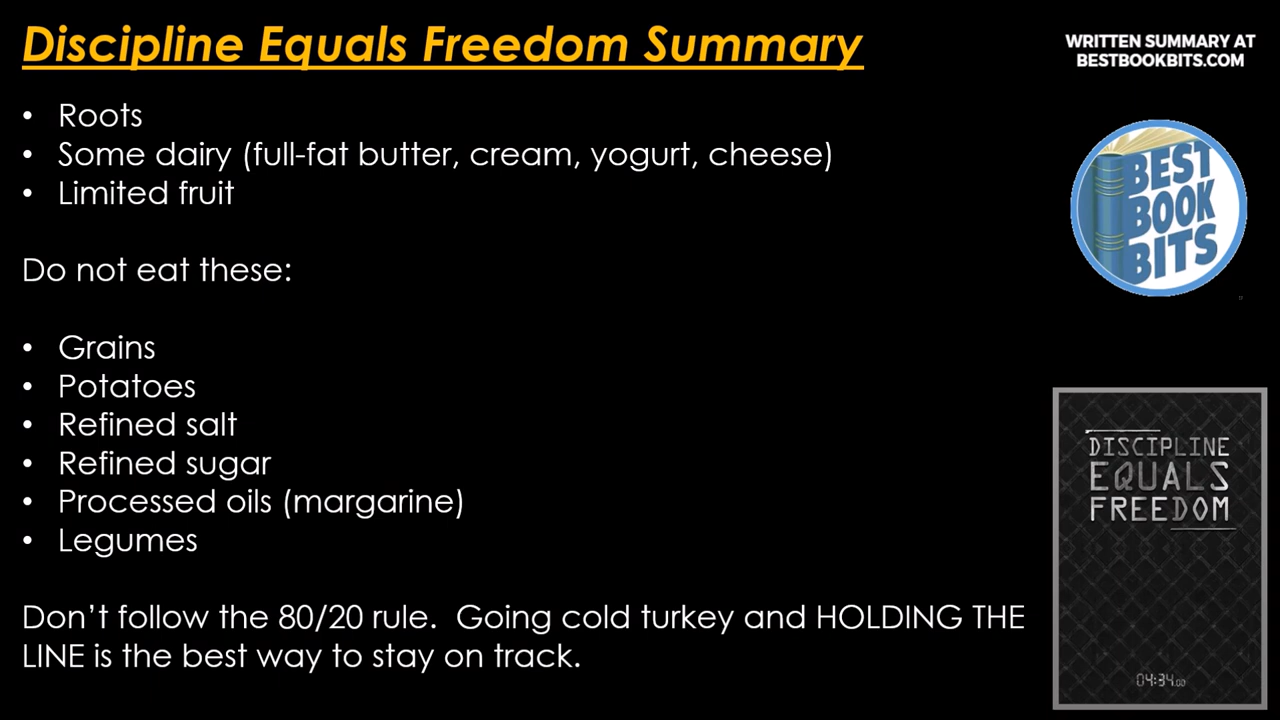 Discipline Equals Freedom Summary
WRITTEN SUMMARY AT
BESTBOOKBITS.COM
• Roots
• Some dairy (full-fat butter, cream, yogurt, cheese)
• Limited fruit
Do not eat these:
• Grains
• Potatoes
• Refined salt
• Refined sugar
• Processed oils (margarine)
• Legumes
Don’t follow the 80/20 rule.  Going cold turkey and HOLDING THE
LINE is the best way to stay on track.
BEST
BOOK
BITS
DISCIPLINE
EQUALS
FREEDOM
04:34.00